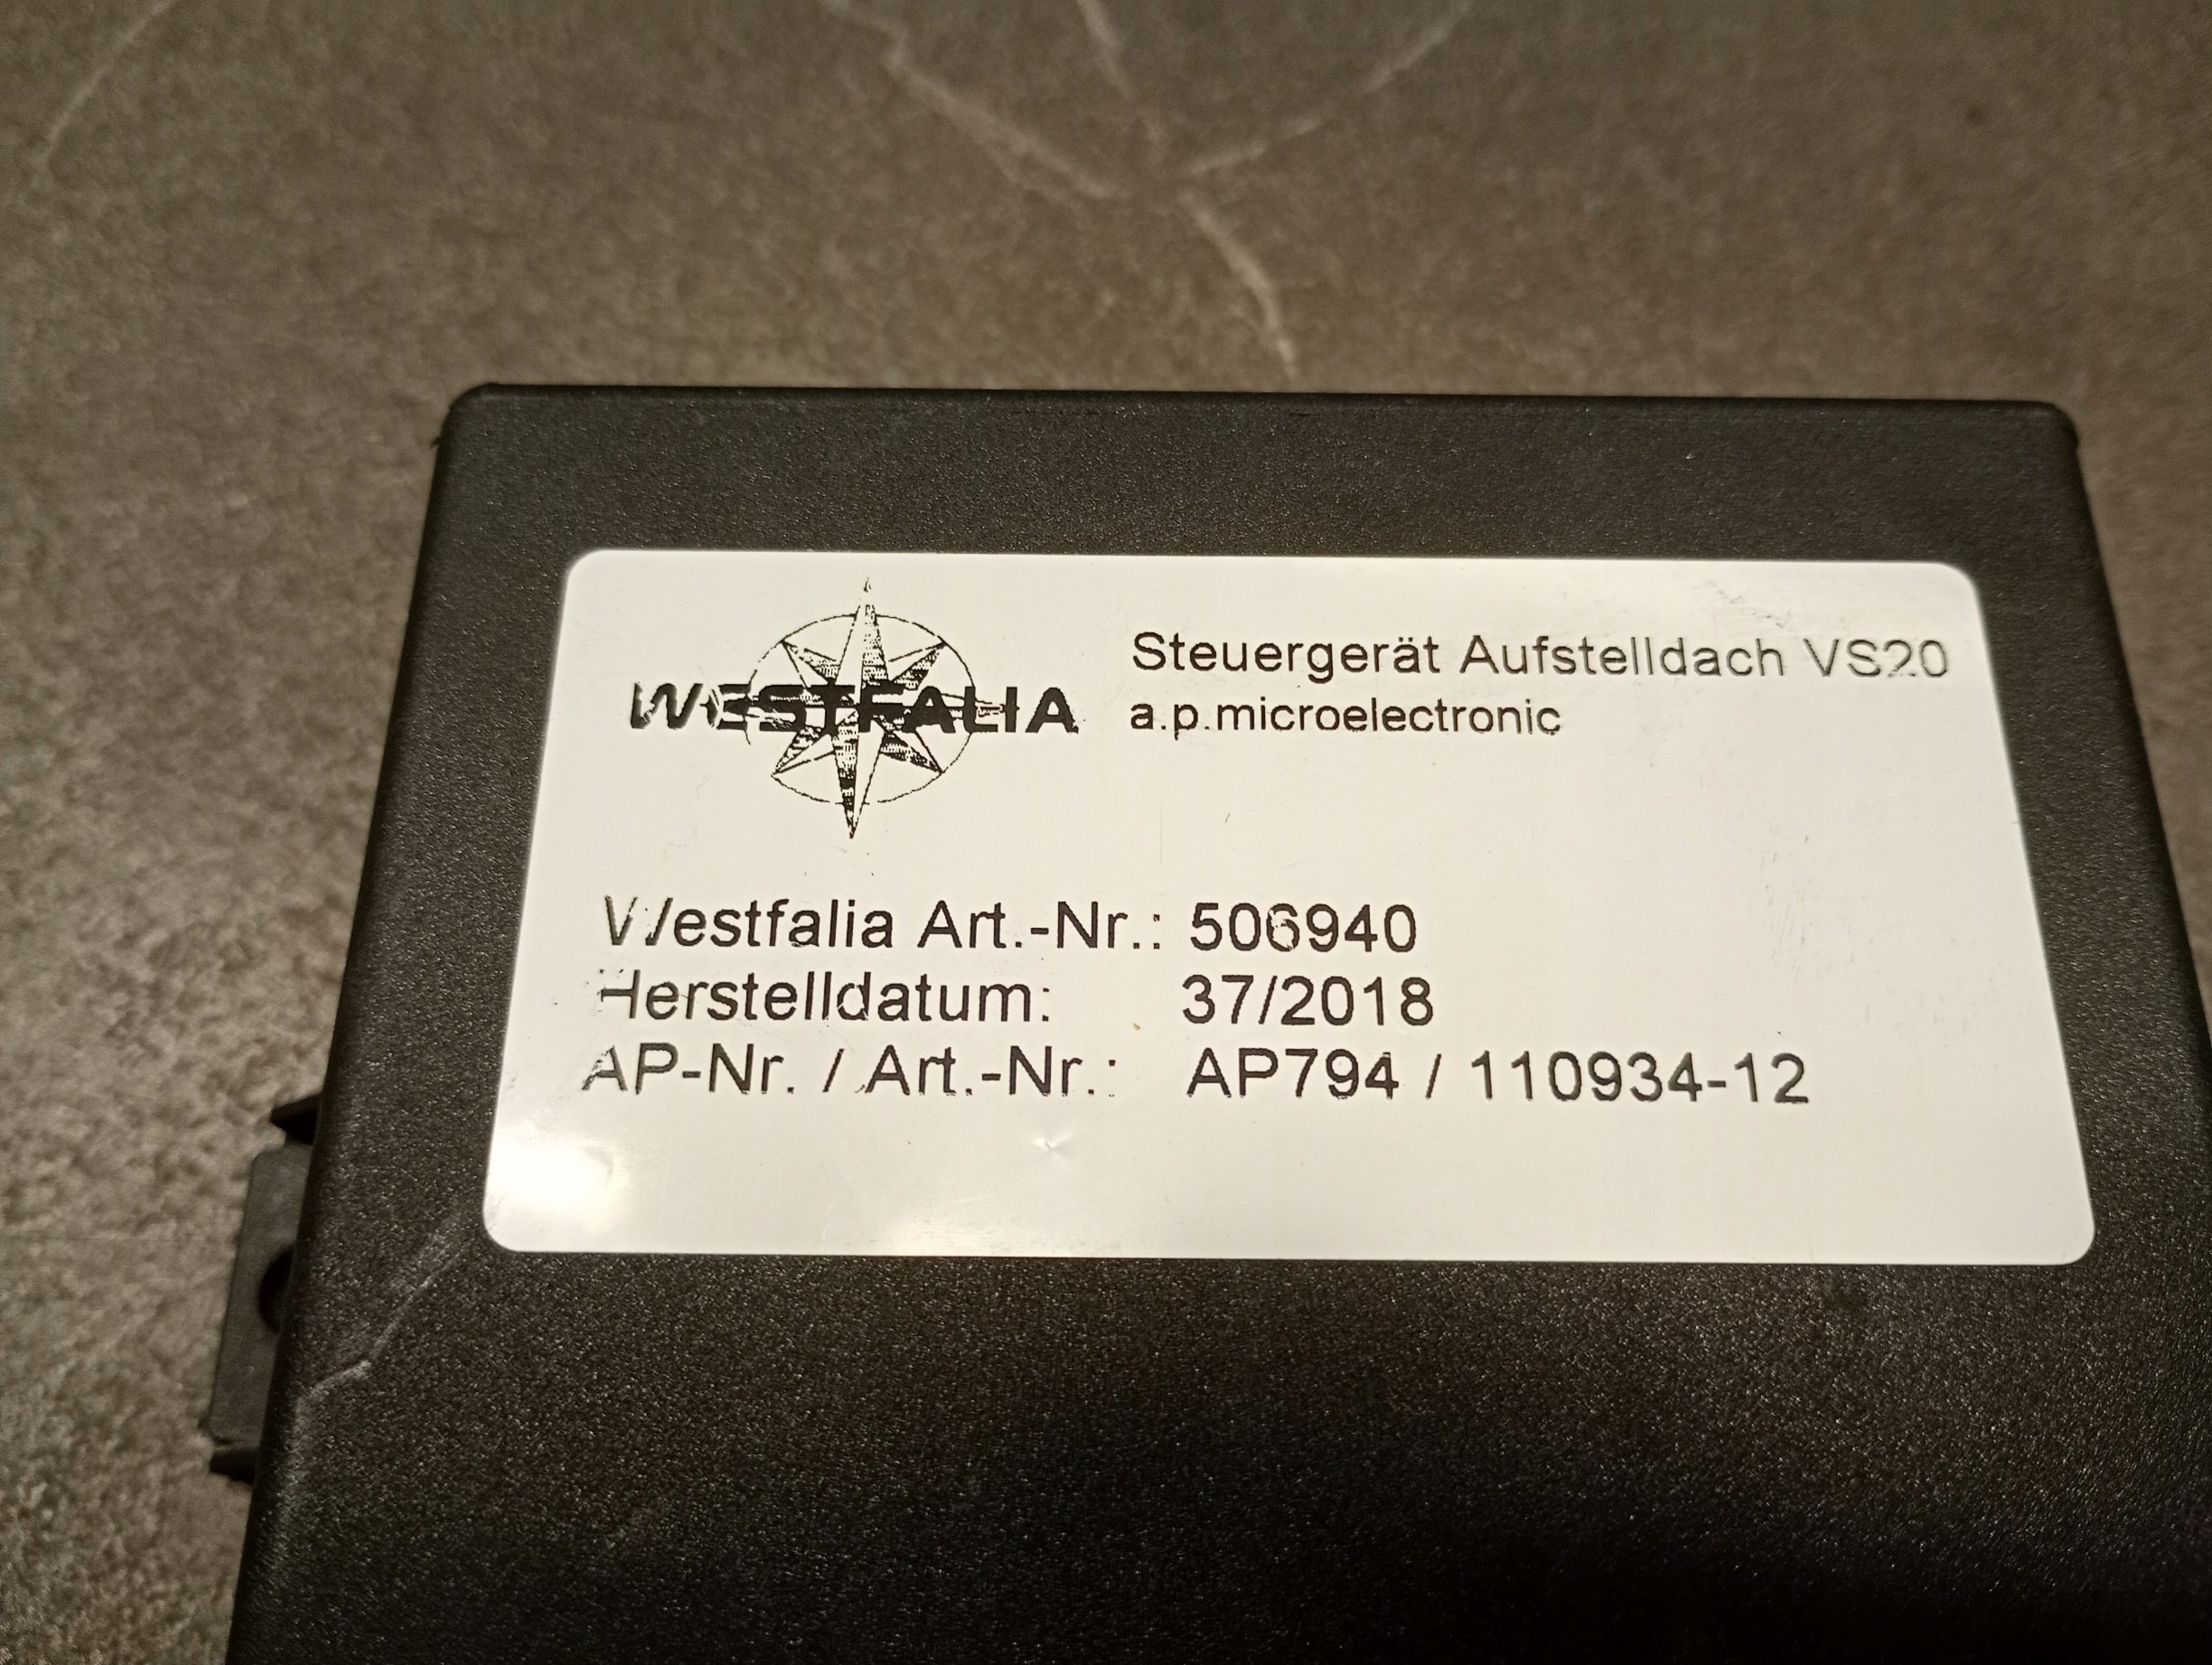 WESTFALIA
Steuergerät Aufstelldach VS20
a.p.microelectronic
Westfalia Art.-Nr.: 506940
Herstelldatum: 37/2018
AP-Nr. / Art.-Nr.: AP794 / 110934-12